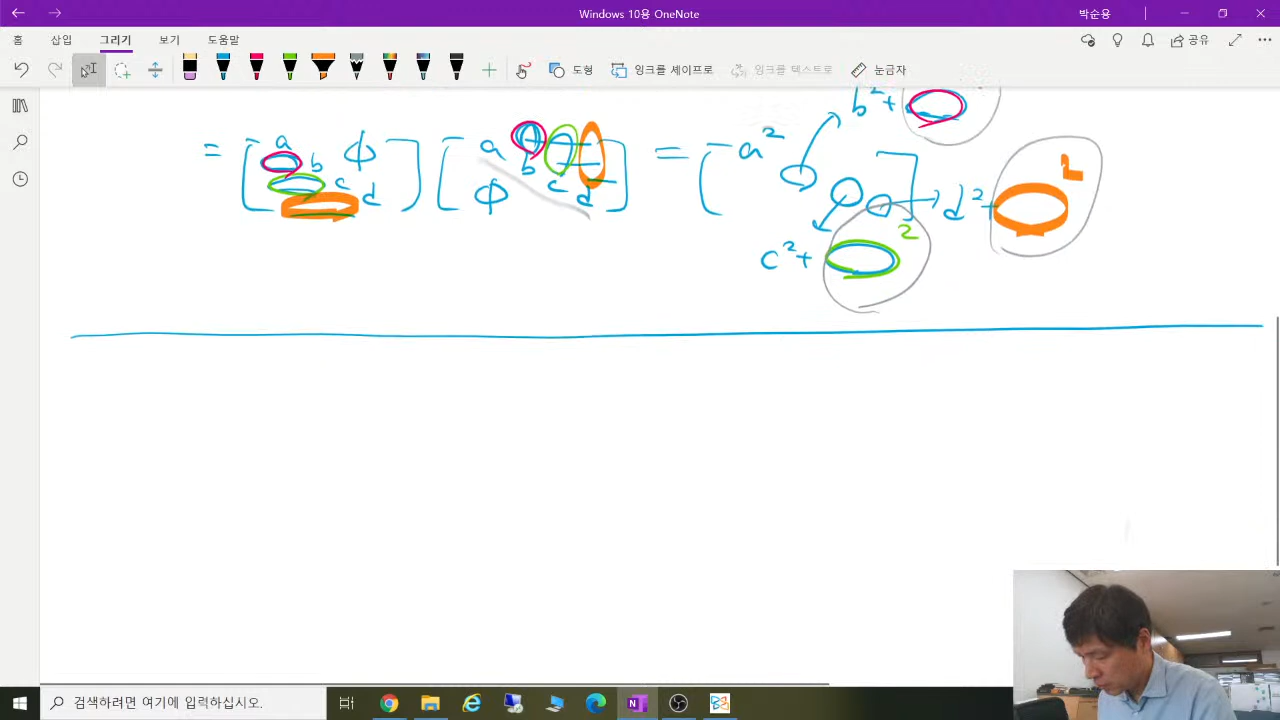 Windows 10용 OneNote
박순용
홈 삽입 그리기 보기 도움말
공유
도형 잉크를 셰이프로 잉크를 텍스트로 눈금자
b²+
= [ a b c d ϕ ] [ a b c d ϕ ] = [ a² ]
d²+ 2
c²+ 2
검색하려면 여기에 입력하십시오.